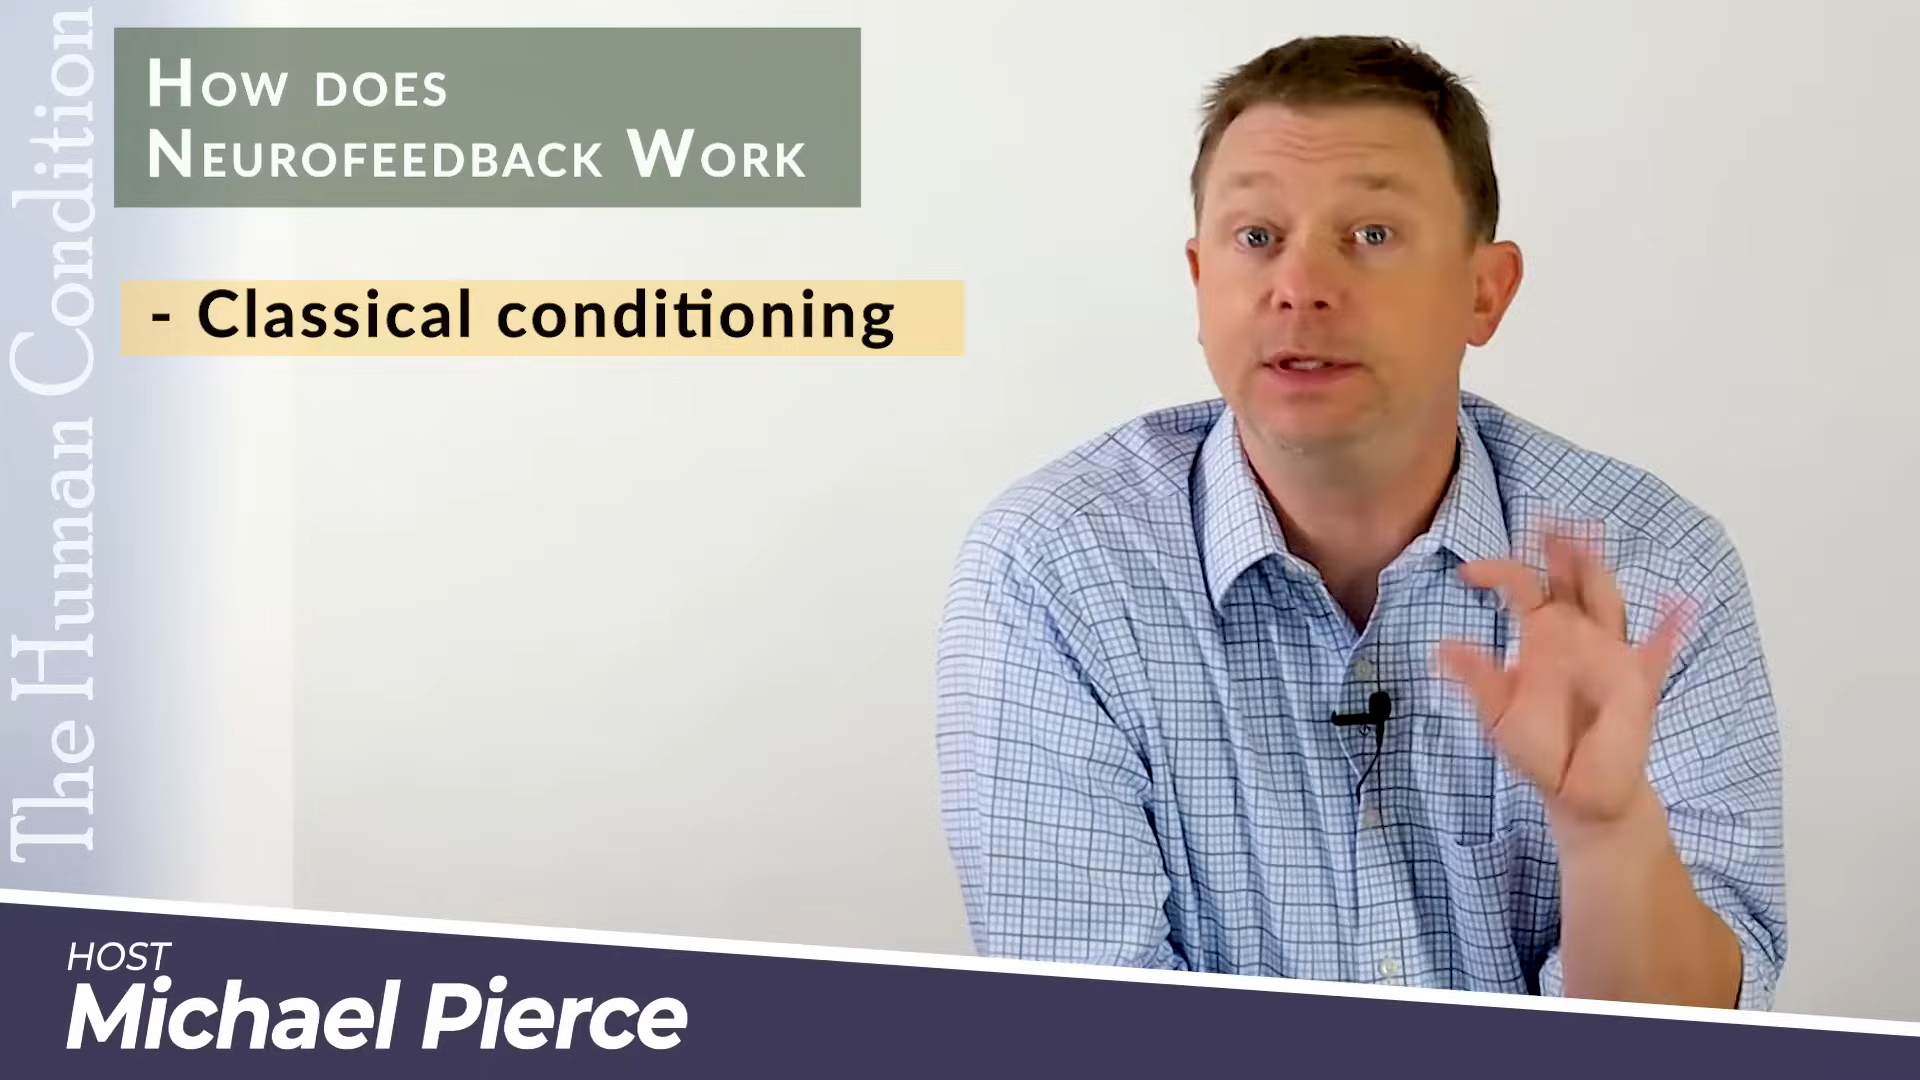 The Human Condition
How does
Neurofeedback Work
- Classical conditioning
HOST
Michael Pierce